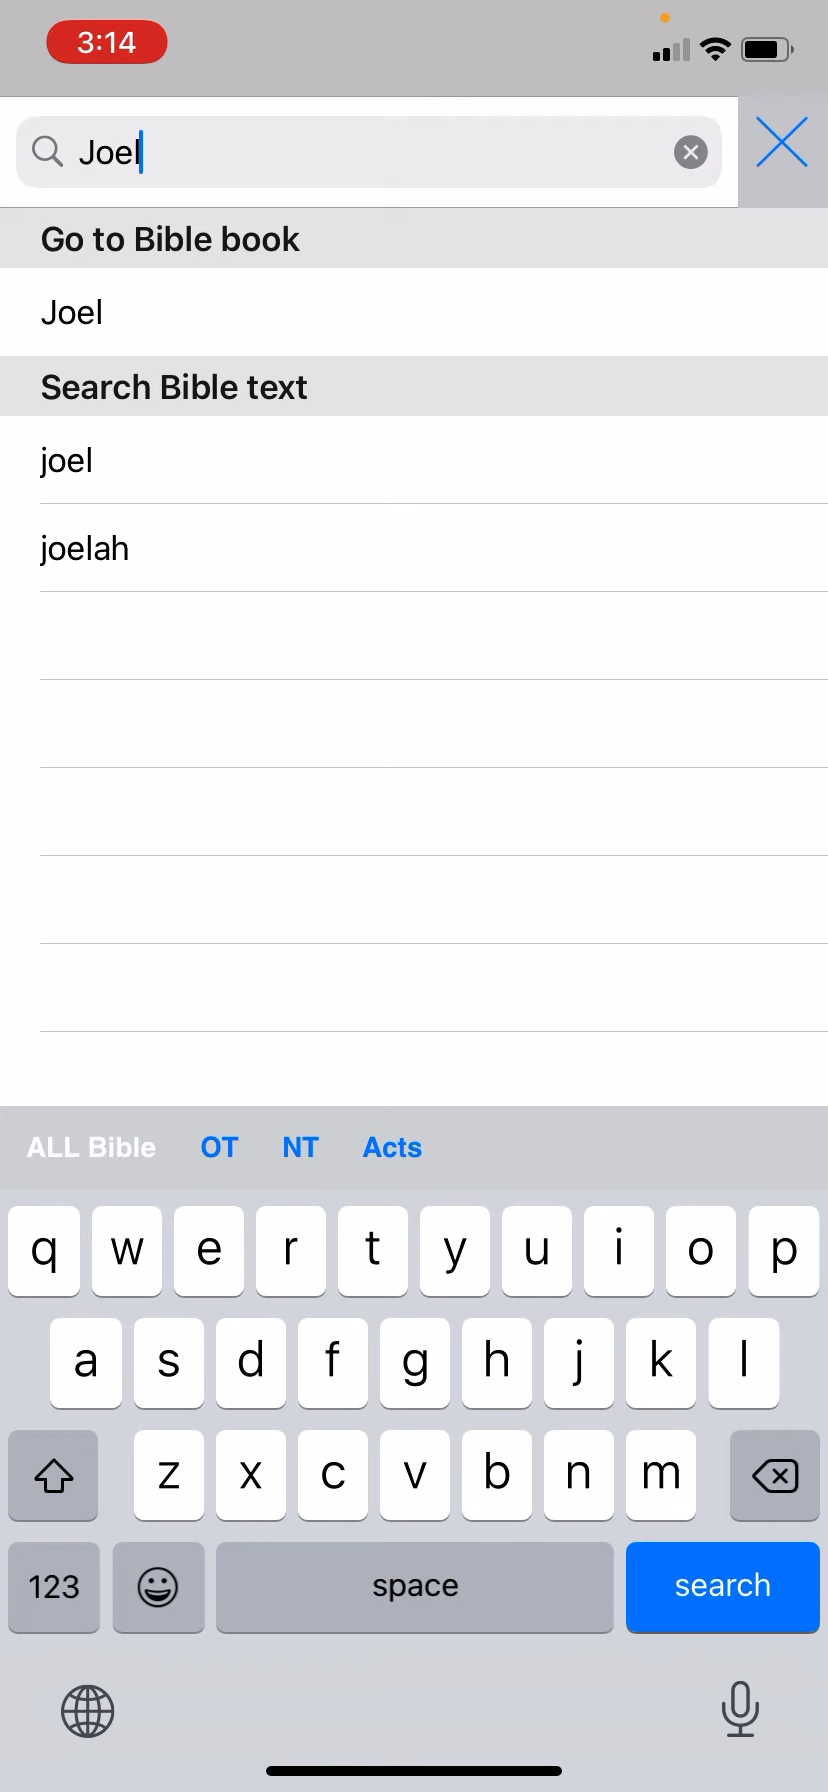 3:14
Joel
Go to Bible book
Joel
Search Bible text
joel
joelah
ALL Bible OT NT Acts
q w e r t y u i o p
a s d f g h j k l
z x c v b n m
123 space search